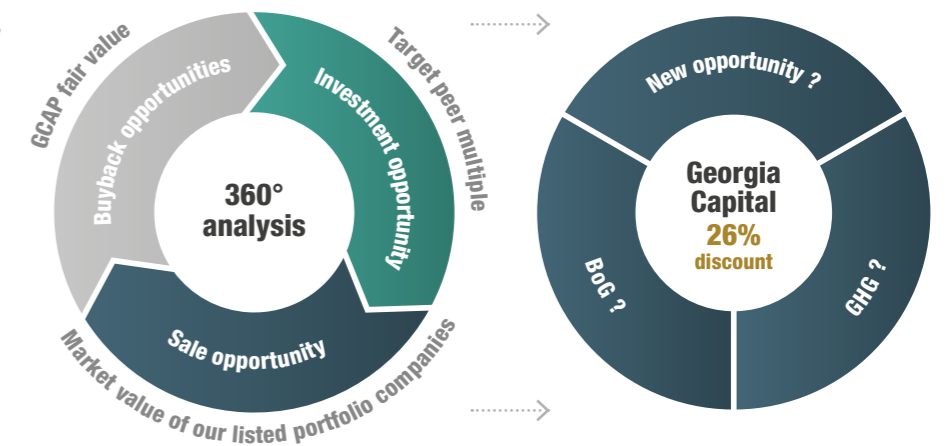 GCAP fair value
Buyback opportunities
Investment opportunity
Target peer multiple
360°
analysis
Sale opportunity
Market value of our listed portfolio companies
New opportunity ?
Georgia
Capital
26%
discount
BoG ?
GHG ?